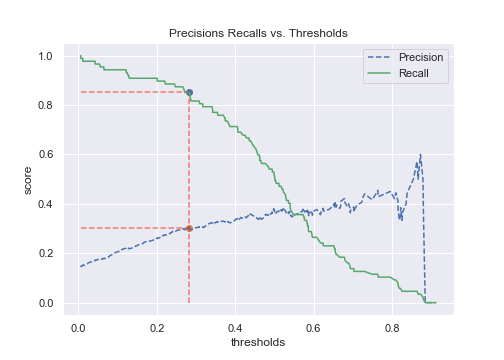 Precisions Recalls vs. Thresholds
Precision
Recall
score
1.0
0.8
0.6
0.4
0.2
0.0
0.0 0.2 0.4 0.6 0.8
thresholds